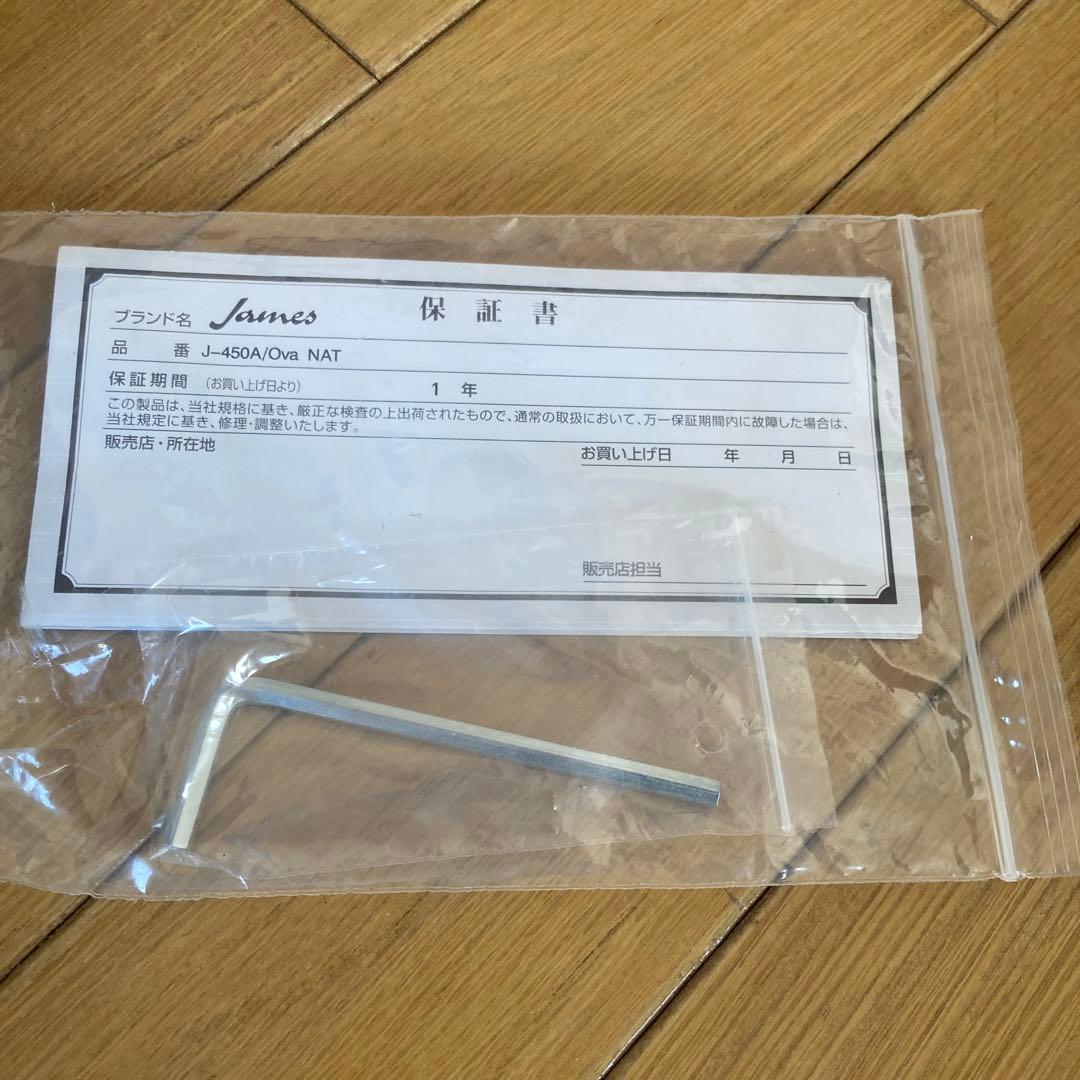 保証書
ブランド名 James
品番 J-450A/Ova NAT
保証期間 （お買い上げ日より） 1 年
この製品は、当社規格に基き、厳正な検査の上出荷されたもので、通常の取扱において、万一保証期間内に故障した場合は、
当社規定に基き、修理・調整いたします。
販売店・所在地
お買い上げ日 年 月 日
販売店担当